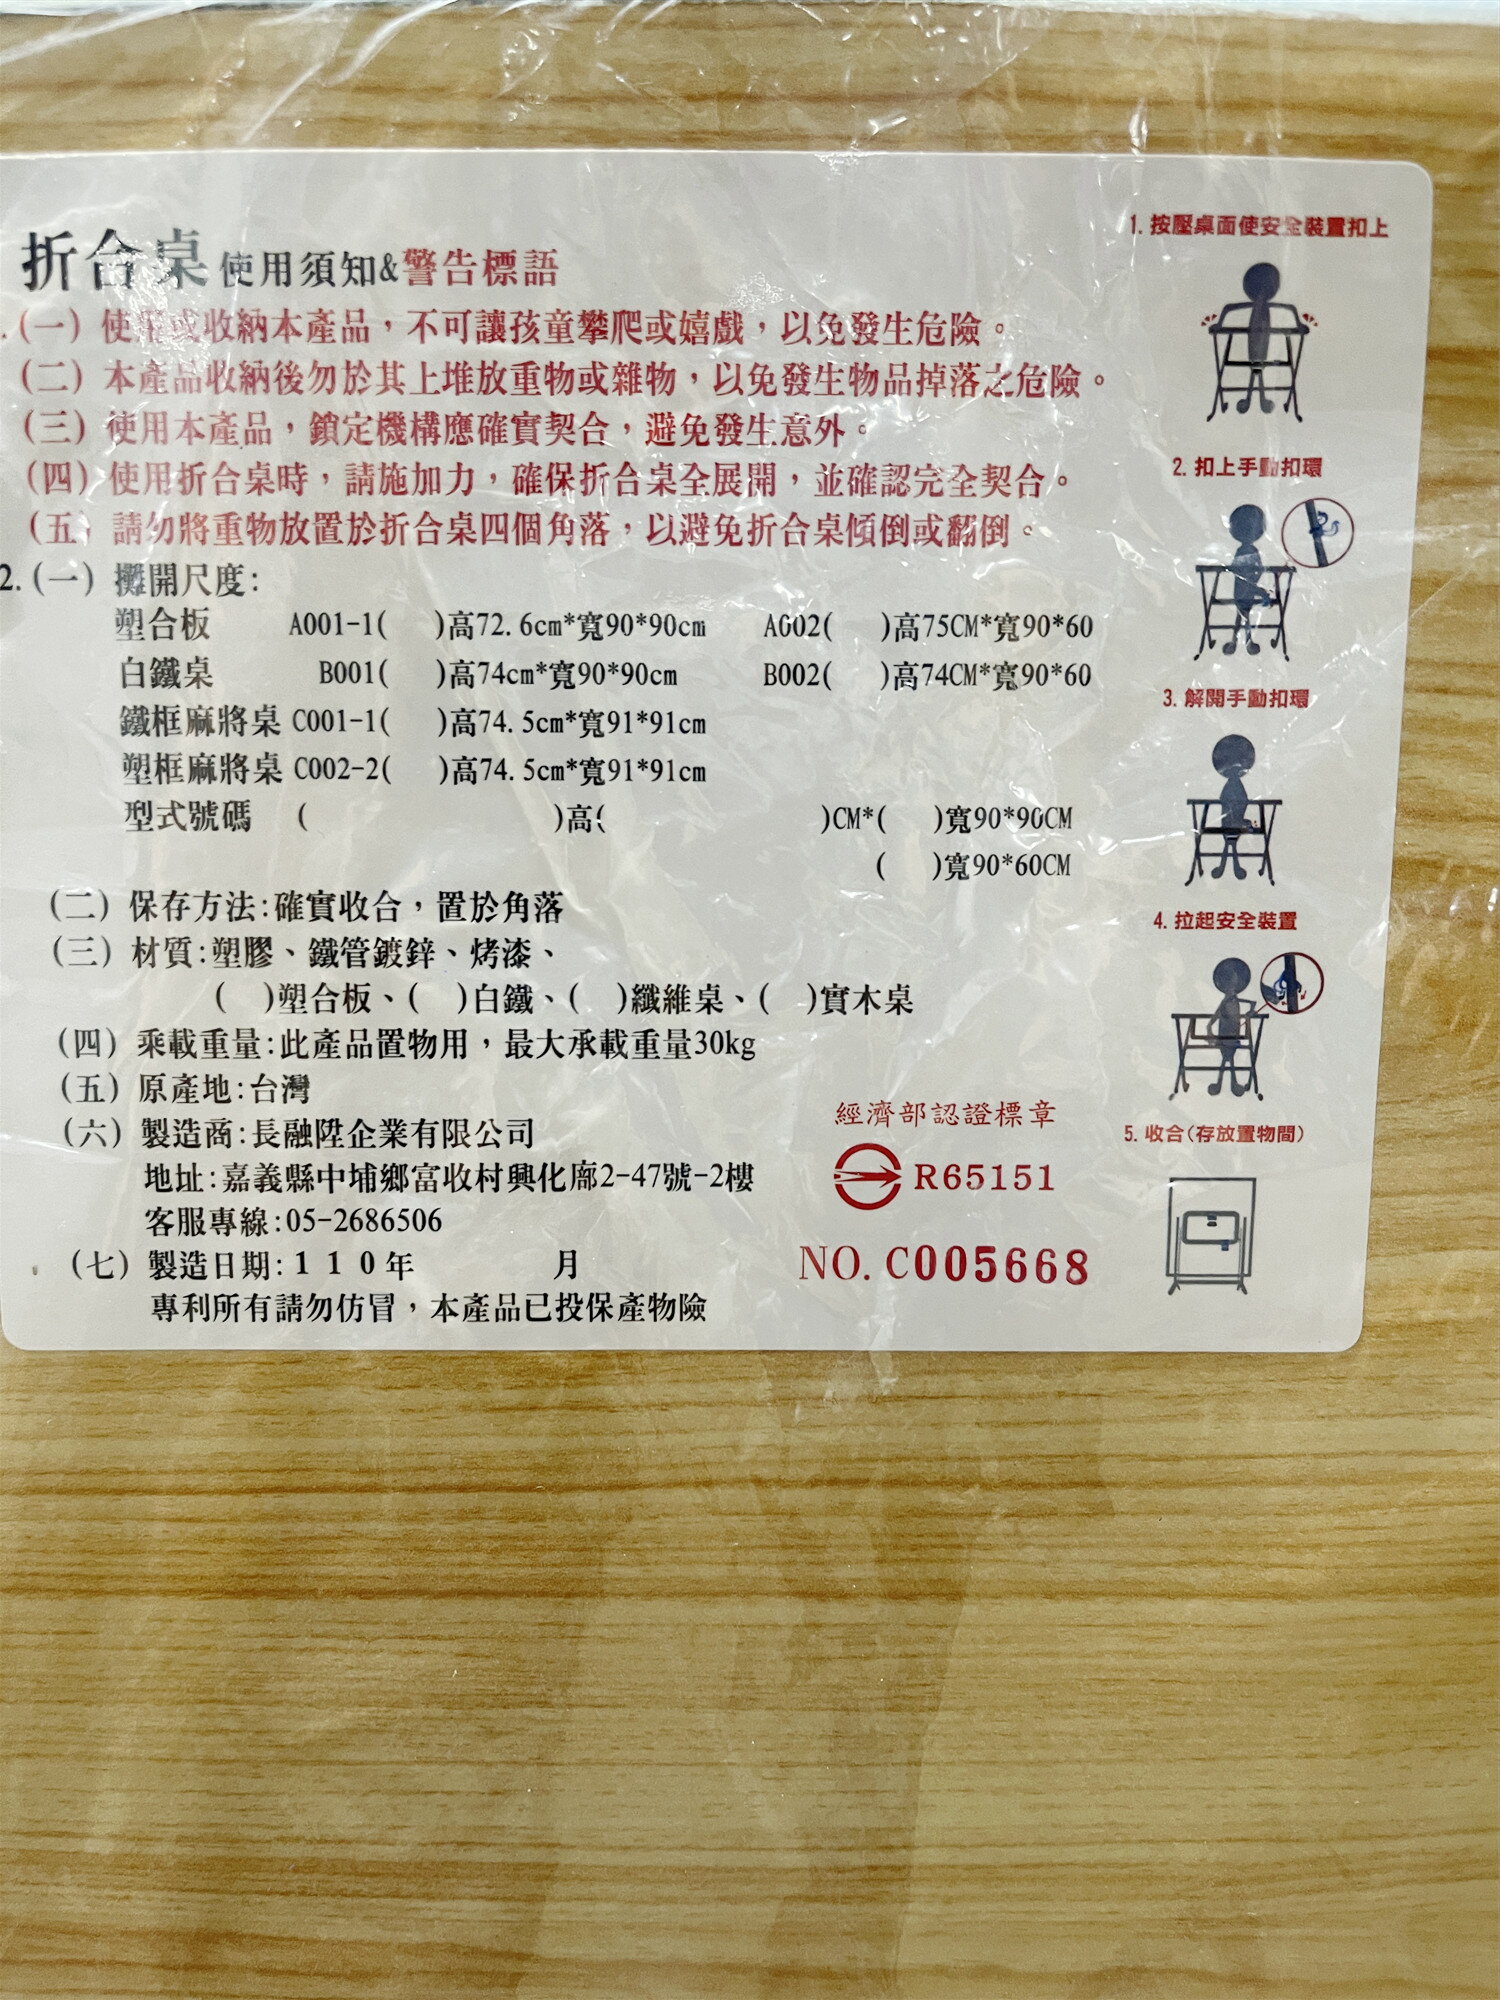 折合桌 使用須知&警告標語
(一) 使用或收納本產品，不可讓孩童攀爬或嬉戲，以免發生危險。
(二) 本產品收納後勿於其上堆放重物或雜物，以免發生物品掉落之危險。
(三) 使用本產品，鎖定機構應確實契合，避免發生意外。
(四) 使用折合桌時，請施加力，確保折合桌全展開，並確認完全契合。
(五) 請勿將重物放置於折合桌四個角落，以避免折合桌傾倒或翻倒。
2.(一) 攤開尺度:
塑合板 A001-1( )高72.6cm*寬90*90cm A002( )高75CM*寬90*60
白鐵桌 B001( )高74cm*寬90*90cm B002( )高74CM*寬90*60
鐵框麻將桌 C001-1( )高74.5cm*寬91*91cm
塑框麻將桌 C002-2( )高74.5cm*寬91*91cm
型式號碼 ( )高( )CM*( )寬90*90CM
( )寬90*60CM
(二) 保存方法:確實收合，置於角落
(三) 材質:塑膠、鐵管鍍鋅、烤漆、
( )塑合板、( )白鐵、( )纖維桌、( )實木桌
(四) 乘載重量:此產品置物用，最大承載重量30kg
(五) 原產地:台灣
(六) 製造商:長融陞企業有限公司
地址:嘉義縣中埔鄉富收村興化廍2-47號-2樓
客服專線:05-2686506
(七) 製造日期:110年 月
專利所有請勿仿冒，本產品已投保產物險
經濟部認證標章
R65151
NO.C005668
1. 按壓桌面使安全裝置扣上
2. 扣上手動扣環
3. 解開手動扣環
4. 拉起安全裝置
5. 收合(存放置物間)